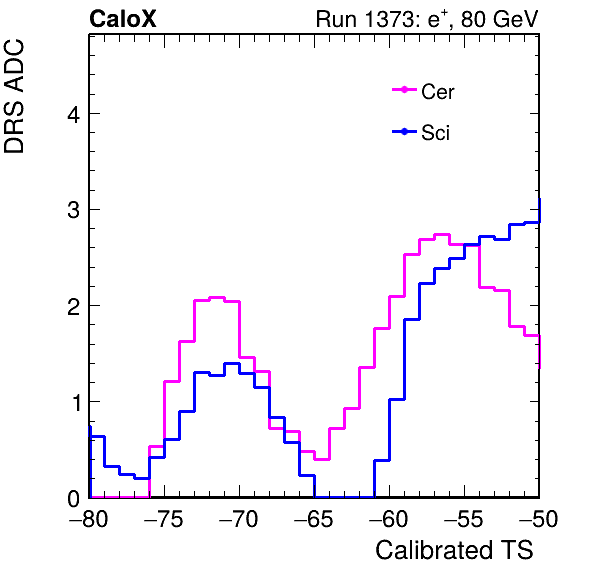 CaloX Run 1373: e⁺, 80 GeV
DRS ADC
Cer
Sci
4
3
2
1
0
−80 −75 −70 −65 −60 −55 −50
Calibrated TS